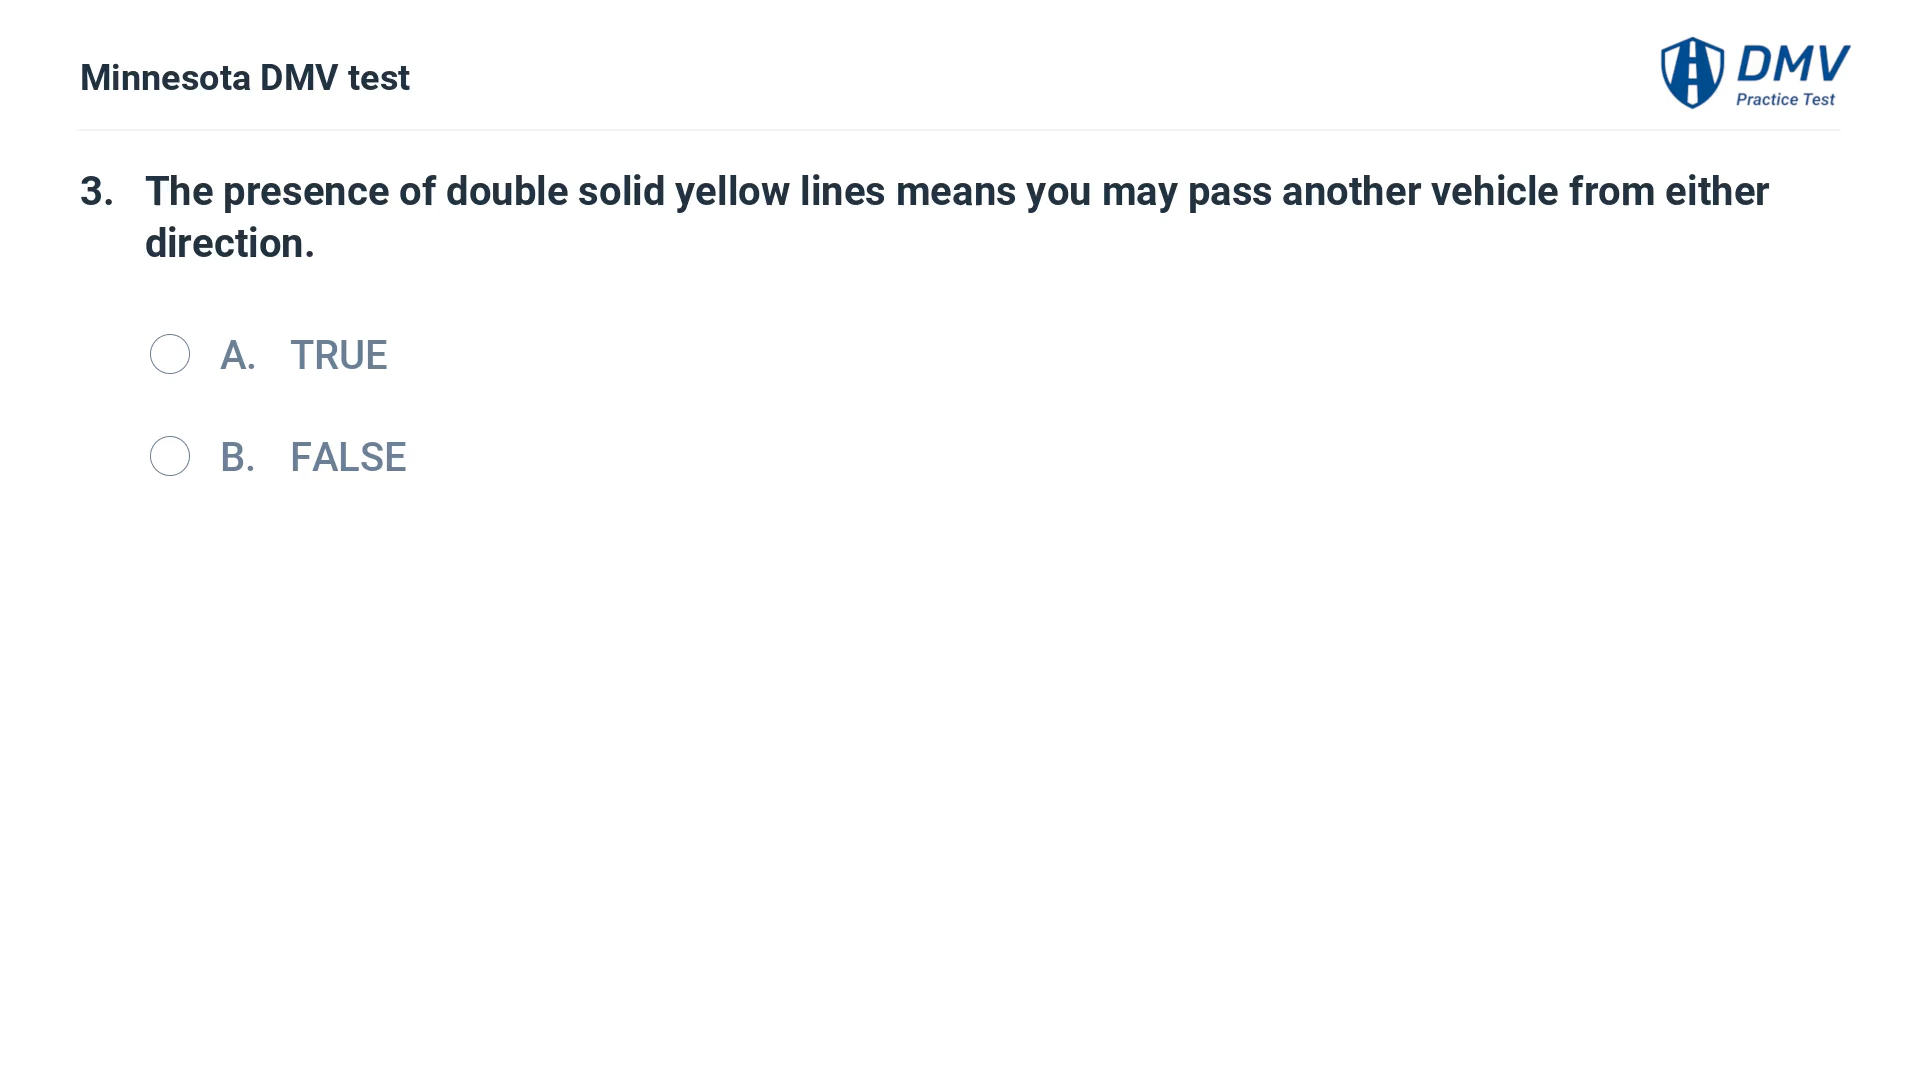 Minnesota DMV test
DMV
Practice Test
3. The presence of double solid yellow lines means you may pass another vehicle from either
direction.
A. TRUE
B. FALSE